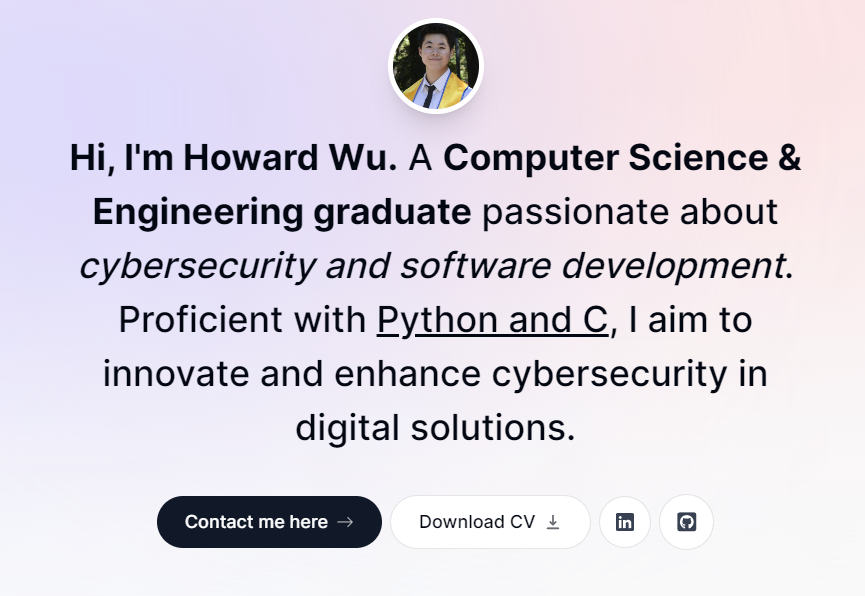 Hi, I'm Howard Wu. A Computer Science &
Engineering graduate passionate about
cybersecurity and software development.
Proficient with Python and C, I aim to
innovate and enhance cybersecurity in
digital solutions.
Contact me here → Download CV
in